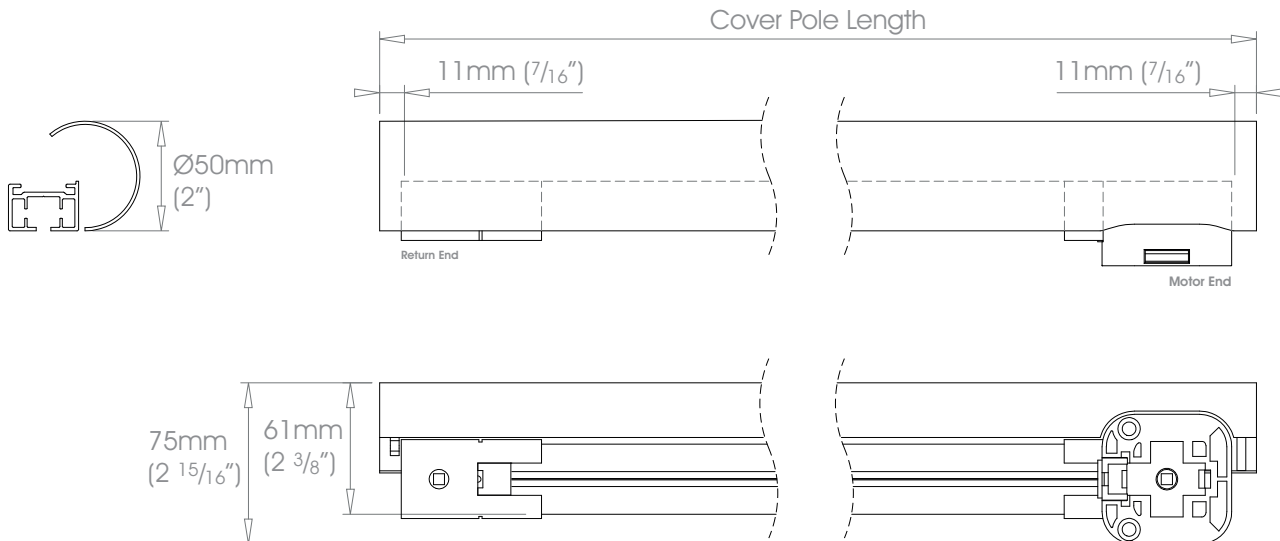 Cover Pole Length
11mm (7/16”)
11mm (7/16”)
Ø50mm
(2”)
Return End
Motor End
75mm
(2 15/16”)
61mm
(2 3/8”)